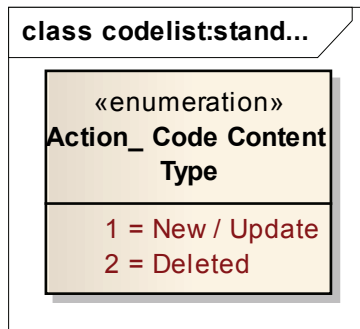 class codelist:stand...
«enumeration»
Action_ Code Content
Type
1 = New / Update
2 = Deleted